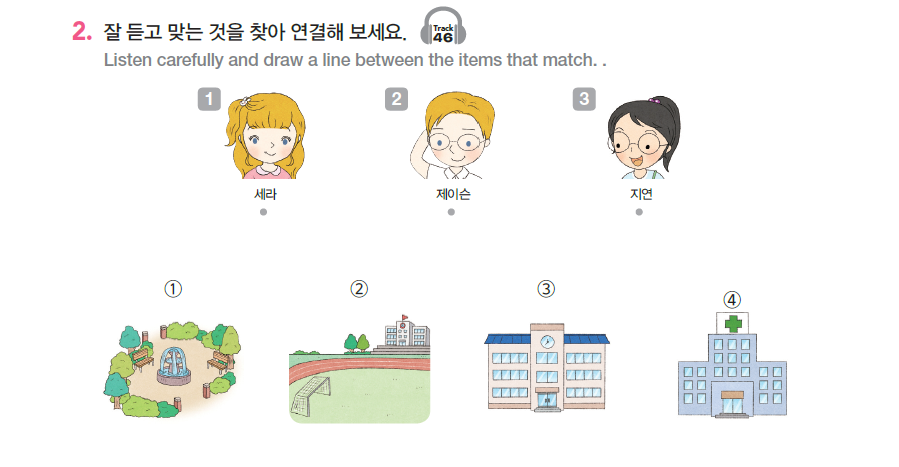 2. 잘 듣고 맞는 것을 찾아 연결해 보세요. Track 46
Listen carefully and draw a line between the items that match. .
1 2 3
세라 제이슨 지연
① ② ③ ④